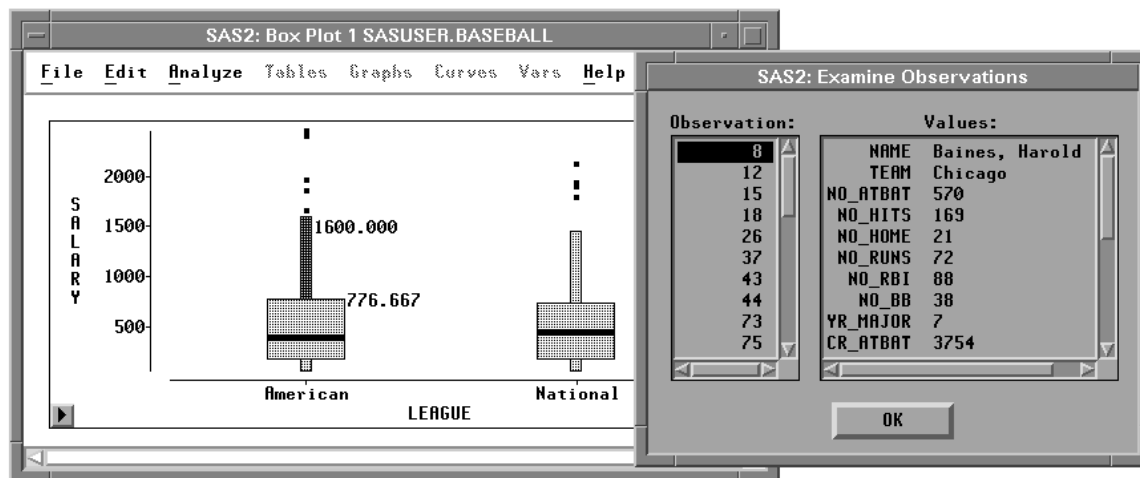 SAS2: Box Plot 1 SASUSER.BASEBALL
File Edit Analyze Tables Graphs Curves Vars Help
SALARY
2000
1500
1000
500
1600.000
776.667
American
National
LEAGUE
SAS2: Examine Observations
Observation:
8
12
15
18
26
37
43
44
73
75
Values:
NAME Baines, Harold
TEAM Chicago
NO_ATBAT 570
NO_HITS 169
NO_HOME 21
NO_RUNS 72
NO_RBI 88
NO_BB 38
YR_MAJOR 7
CR_ATBAT 3754
OK